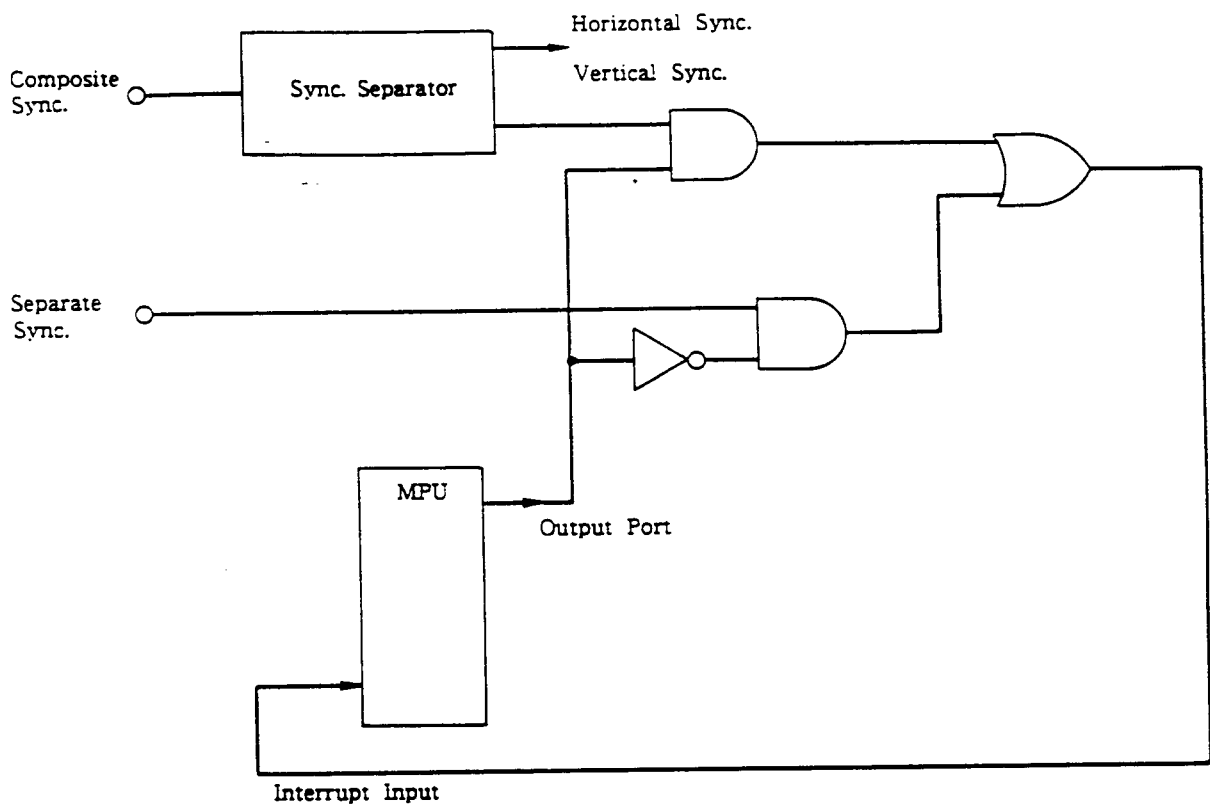 Horizontal Sync.
Composite
Sync.
Sync. Separator
Vertical Sync.
Separate
Sync.
MPU
Output Port
Interrupt Input